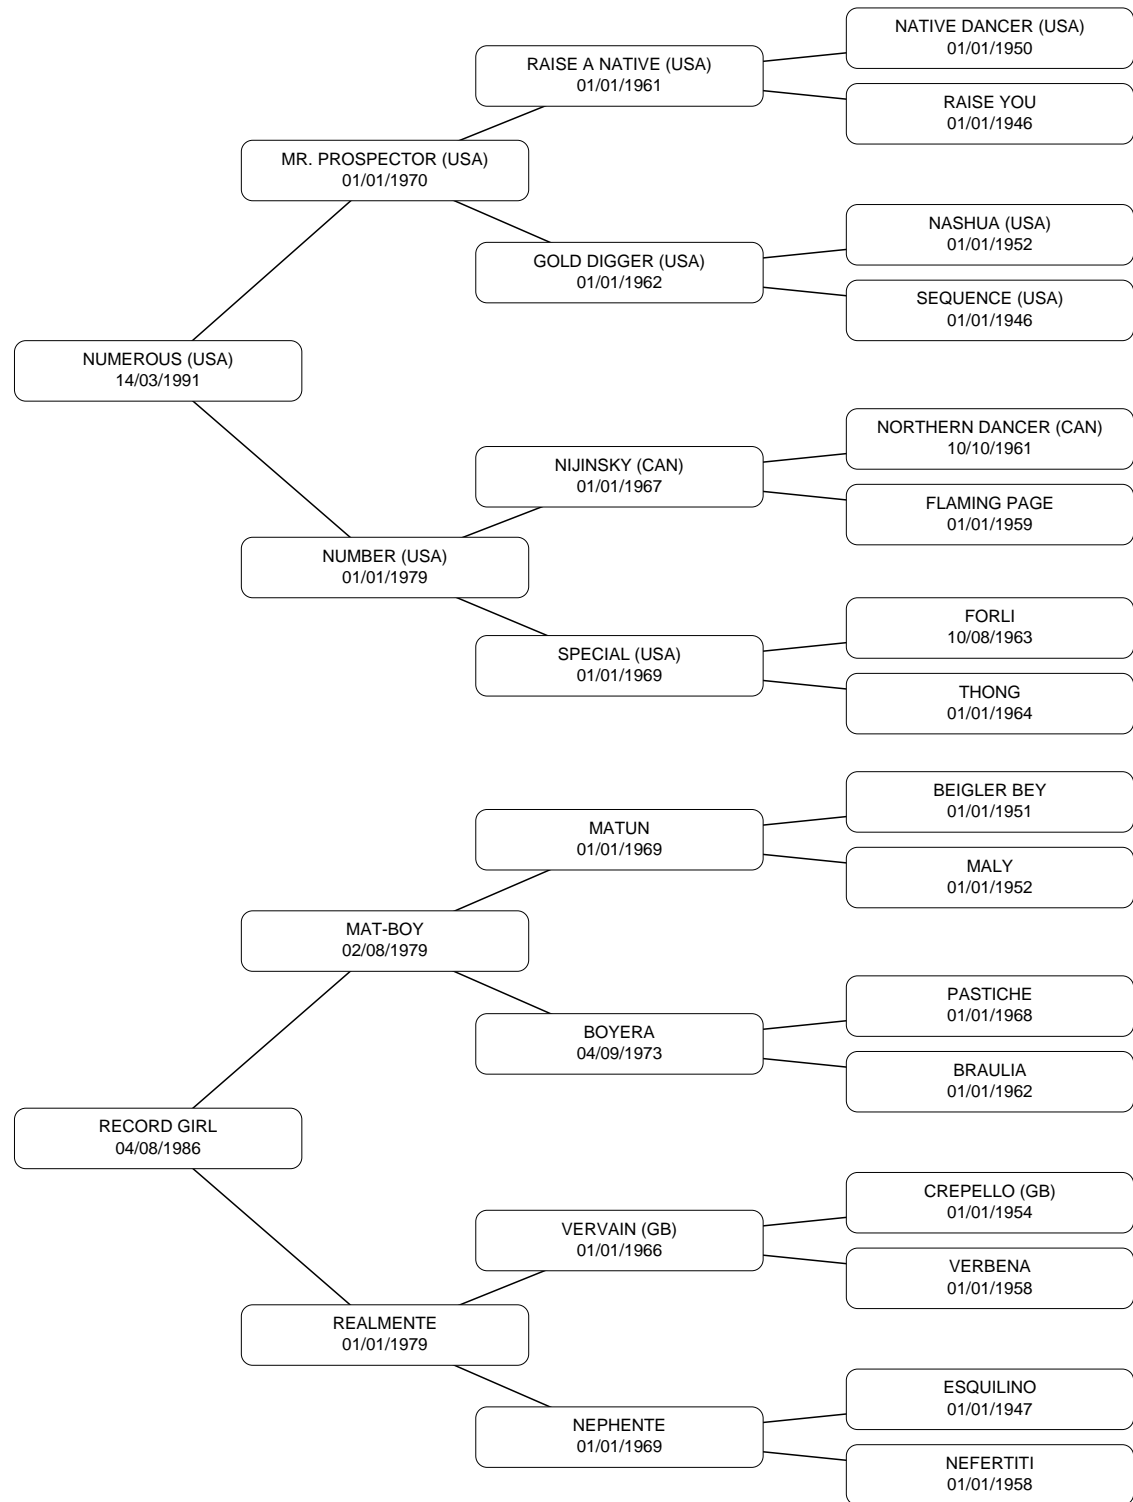 NATIVE DANCER (USA)
01/01/1950
RAISE A NATIVE (USA)
01/01/1961
RAISE YOU
01/01/1946
MR. PROSPECTOR (USA)
01/01/1970
NASHUA (USA)
01/01/1952
GOLD DIGGER (USA)
01/01/1962
SEQUENCE (USA)
01/01/1946
NUMEROUS (USA)
14/03/1991
NORTHERN DANCER (CAN)
10/10/1961
NIJINSKY (CAN)
01/01/1967
FLAMING PAGE
01/01/1959
NUMBER (USA)
01/01/1979
FORLI
10/08/1963
SPECIAL (USA)
01/01/1969
THONG
01/01/1964
BEIGLER BEY
01/01/1951
MATUN
01/01/1969
MALY
01/01/1952
MAT-BOY
02/08/1979
PASTICHE
01/01/1968
BOYERA
04/09/1973
BRAULIA
01/01/1962
RECORD GIRL
04/08/1986
CREPELLO (GB)
01/01/1954
VERVAIN (GB)
01/01/1966
VERBENA
01/01/1958
REALMENTE
01/01/1979
ESQUILINO
01/01/1947
NEPHENTE
01/01/1969
NEFERTITI
01/01/1958